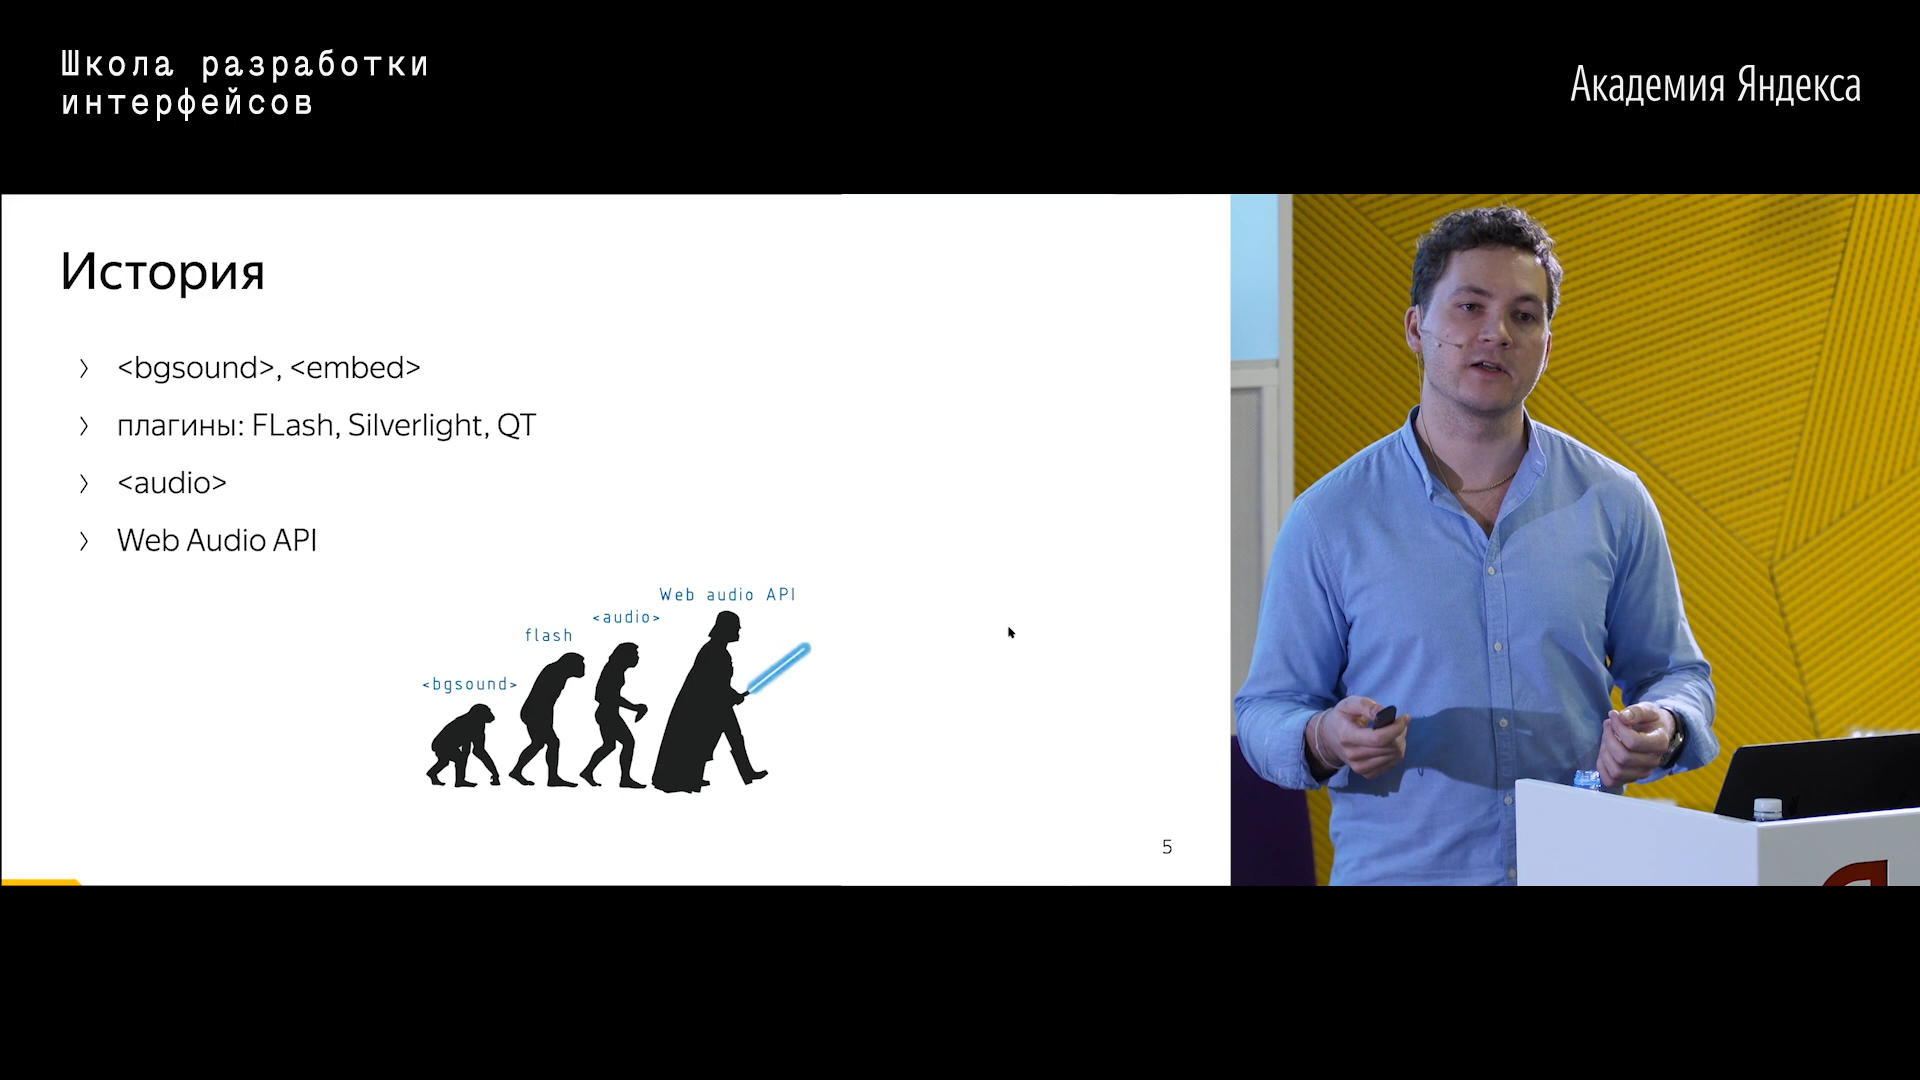 Школа разработки
интерфейсов
Академия Яндекса
История
<bgsound>, <embed>
плагины: FLash, Silverlight, QT
<audio>
Web Audio API
Web audio API
<audio>
flash
<bgsound>
5